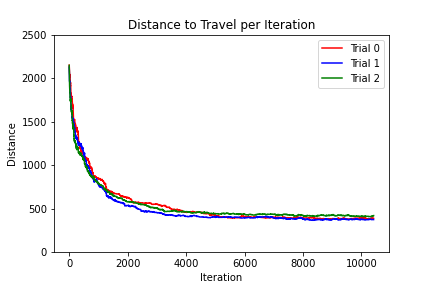 Distance to Travel per Iteration
2500
2000
1500
1000
500
0
Distance
Trial 0
Trial 1
Trial 2
0
2000
4000
6000
8000
10000
Iteration